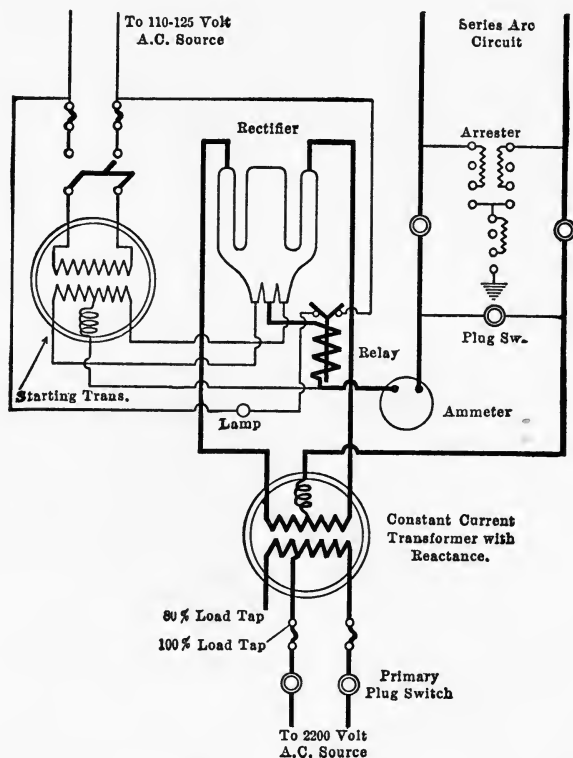 To 110-125 Volt
A.C. Source
Series Arc
Circuit
Rectifier
Arrester
Relay
Plug Sw.
Starting Trans.
Lamp
Ammeter
Constant Current
Transformer with
Reactance.
80% Load Tap
100% Load Tap
Primary
Plug Switch
To 2200 Volt
A.C. Source